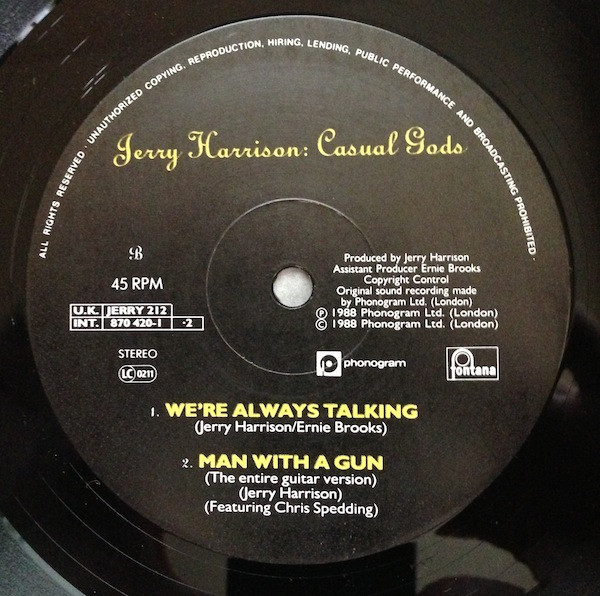 ALL RIGHTS RESERVED · UNAUTHORIZED COPYING, REPRODUCTION, HIRING, LENDING, PUBLIC PERFORMANCE AND BROADCASTING PROHIBITED ·
Jerry Harrison: Casual Gods
B
45 RPM
U.K. JERRY 212
INT. 870 420-1 -2
STEREO
LC 0211
Produced by Jerry Harrison
Assistant Producer Ernie Brooks
Copyright Control
Original sound recording made
by Phonogram Ltd. (London)
℗ 1988 Phonogram Ltd. (London)
© 1988 Phonogram Ltd. (London)
phonogram
fontana
1. WE'RE ALWAYS TALKING
(Jerry Harrison/Ernie Brooks)
2. MAN WITH A GUN
(The entire guitar version)
(Jerry Harrison)
(Featuring Chris Spedding)